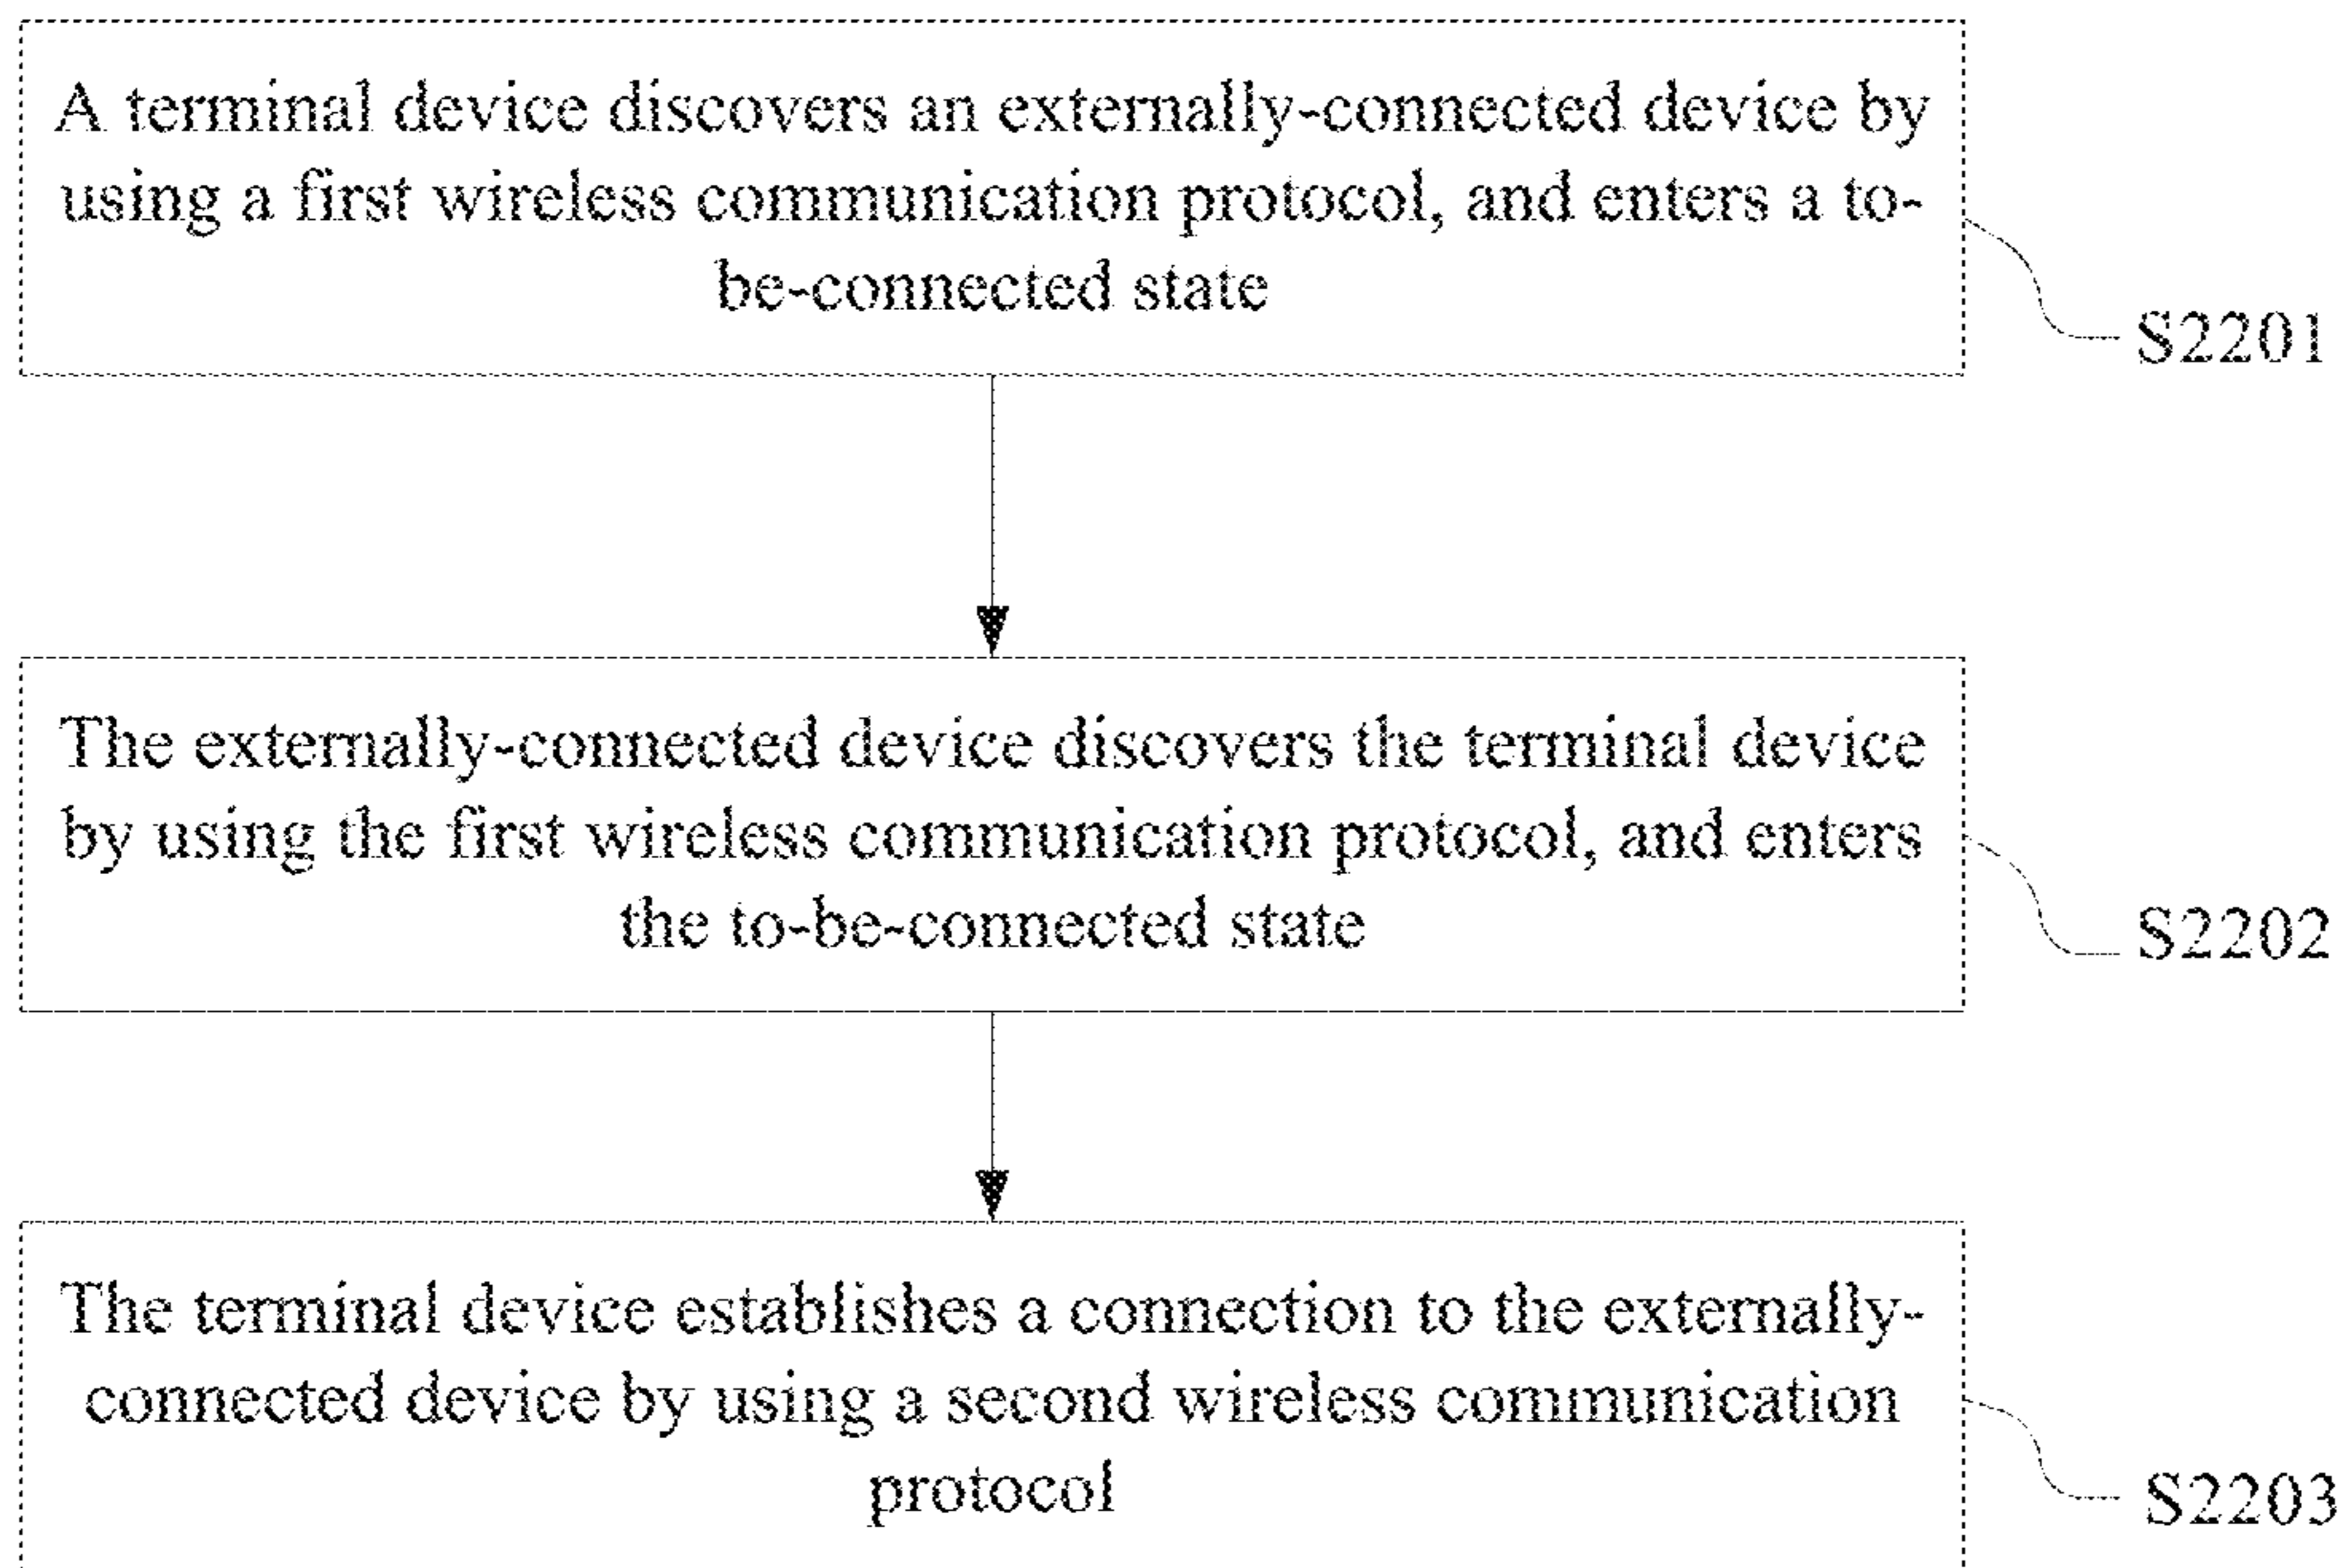 A terminal device discovers an externally-connected device by
using a first wireless communication protocol, and enters a to-
be-connected state
S2201
The externally-connected device discovers the terminal device
by using the first wireless communication protocol, and enters
the to-be-connected state
S2202
The terminal device establishes a connection to the externally-
connected device by using a second wireless communication
protocol
S2203